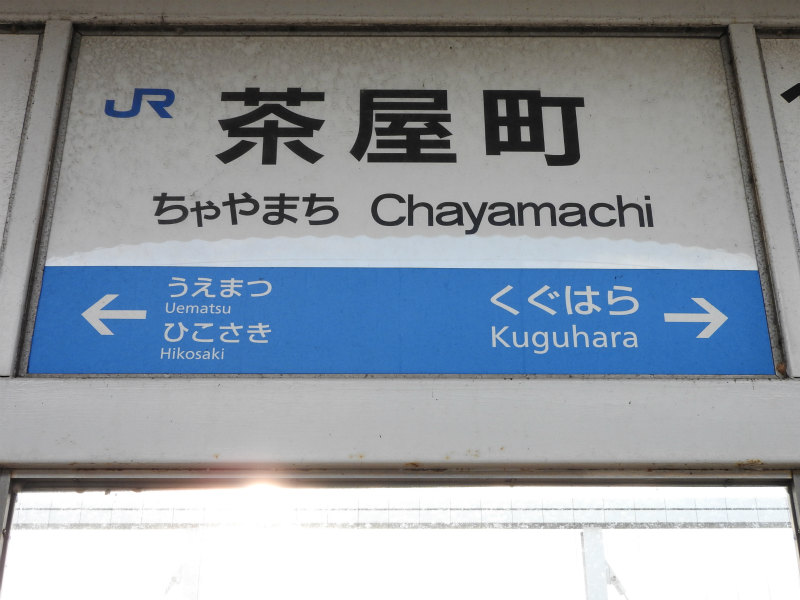 JR 茶屋町
ちゃやまち Chayamachi
うえまつ
Uematsu
ひこさき
Hikosaki
くぐはら
Kuguhara